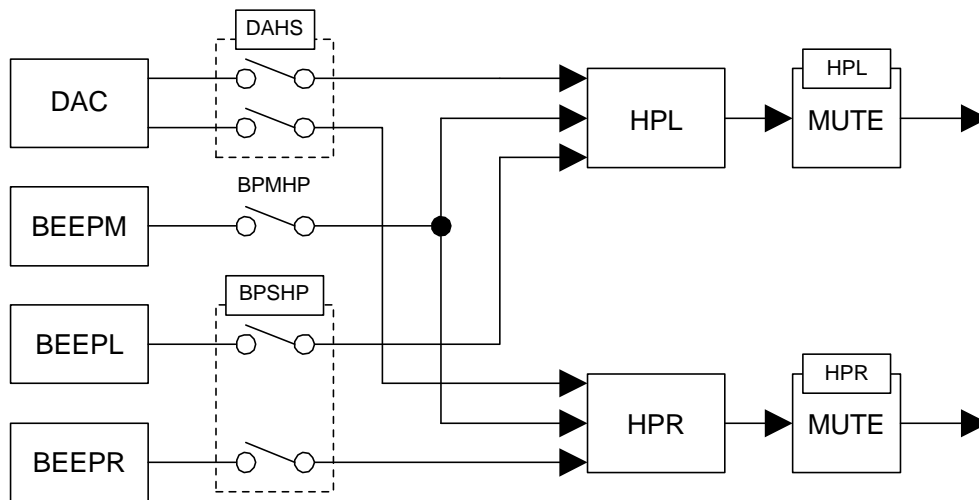 DAHS
DAC
HPL
HPL
MUTE
BPMHP
BEEPM
BPSHP
BEEPL
HPR
HPR
MUTE
BEEPR